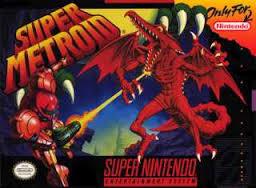 SUPER
METROID
Only For
Nintendo
SUPER NINTENDO
ENTERTAINMENT SYSTEM